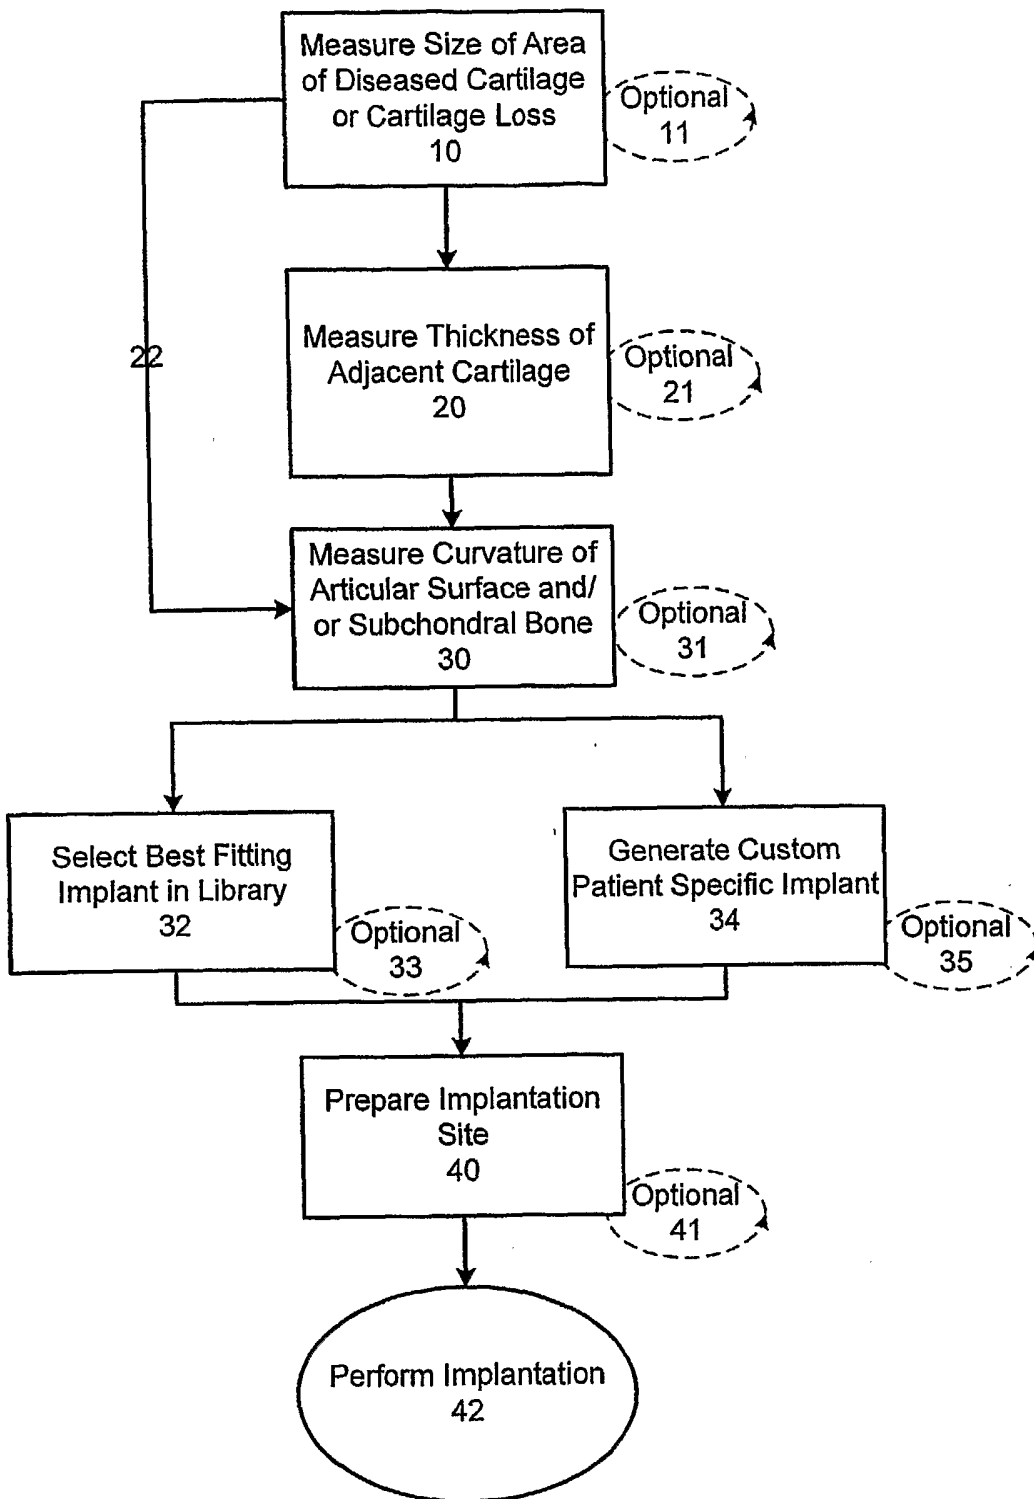 Measure Size of Area
of Diseased Cartilage
or Cartilage Loss
10
Optional
11
22
Measure Thickness of
Adjacent Cartilage
20
Optional
21
Measure Curvature of
Articular Surface and/
or Subchondral Bone
30
Optional
31
Select Best Fitting
Implant in Library
32
Optional
33
Generate Custom
Patient Specific Implant
34
Optional
35
Prepare Implantation
Site
40
Optional
41
Perform Implantation
42